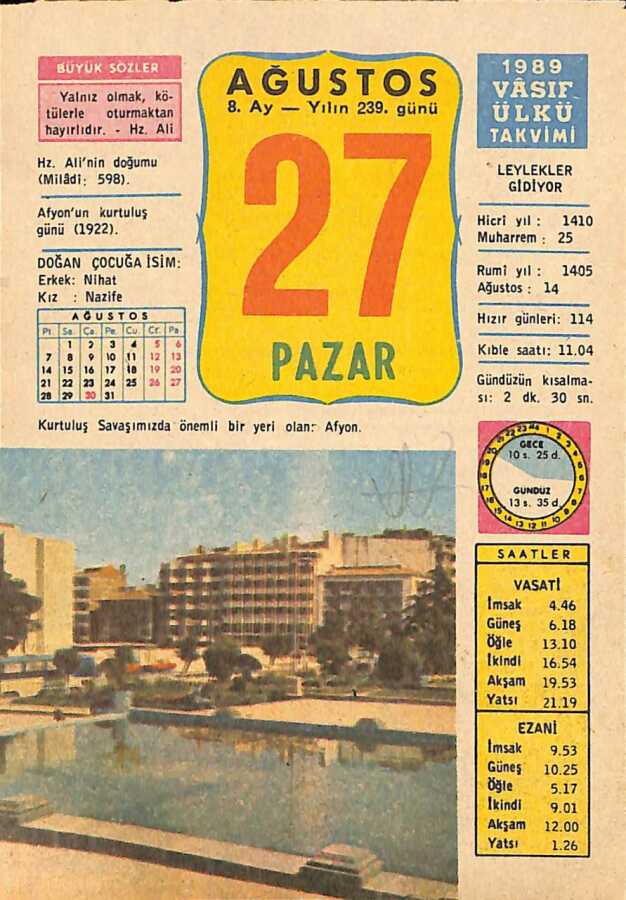 BÜYÜK SÖZLER
Yalnız olmak, kö-
tülerle oturmaktan
hayırlıdır. - Hz. Ali
Hz. Ali'nin doğumu
(Milâdi: 598).
Afyon'un kurtuluş
günü (1922).
DOĞAN ÇOCUĞA İSİM:
Erkek: Nihat
Kız : Nazife
AĞUSTOS
Pt. Sa. Ça. Pe. Cu. Ct. Pa.
1 2 3 4 5 6
7 8 9 10 11 12 13
14 15 16 17 18 19 20
21 22 23 24 25 26 27
28 29 30 31
AĞUSTOS
8. Ay — Yılın 239. günü
27
PAZAR
1989
VÂSIF
ÜLKÜ
TAKVİMİ
LEYLEKLER
GİDİYOR
Hicrî yıl : 1410
Muharrem : 25
Rumî yıl : 1405
Ağustos : 14
Hızır günleri: 114
Kıble saati: 11.04
Gündüzün kısalma-
sı: 2 dk. 30 sn.
Kurtuluş Savaşımızda önemli bir yeri olan: Afyon.
GECE
10 s. 25 d.
GÜNDÜZ
13 s. 35 d.
SAATLER
VASATİ
İmsak 4.46
Güneş 6.18
Öğle 13.10
İkindi 16.54
Akşam 19.53
Yatsı 21.19
EZANİ
İmsak 9.53
Güneş 10.25
Öğle 5.17
İkindi 9.01
Akşam 12.00
Yatsı 1.26